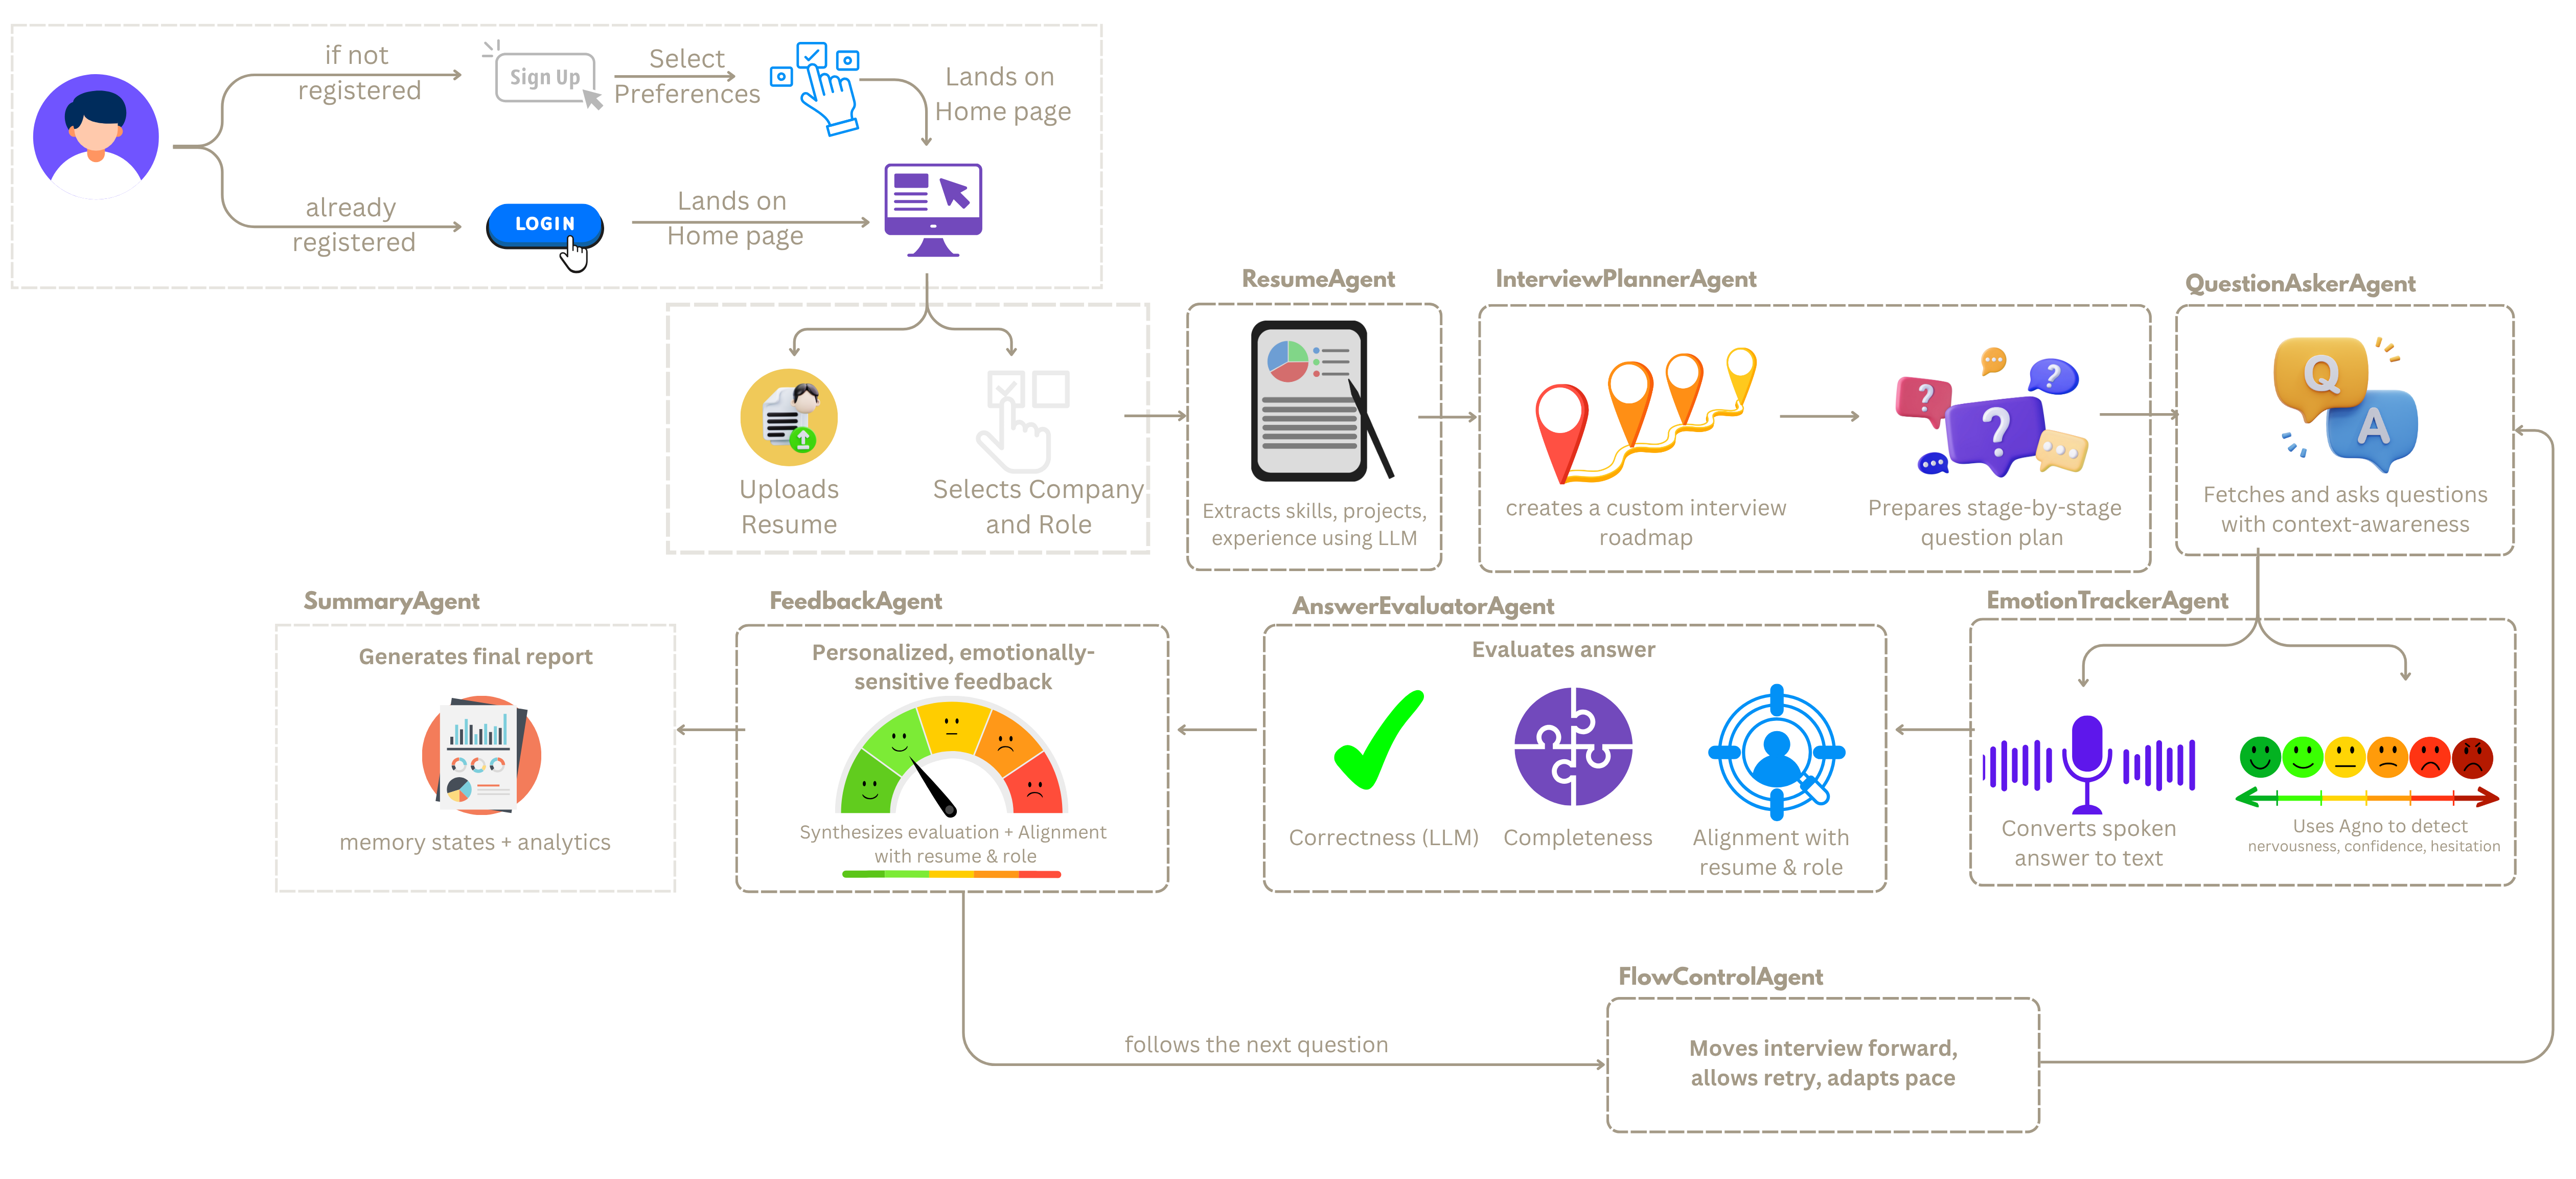 if not
registered
Sign Up
Select
Preferences
Lands on
Home page
already
registered
LOGIN
Lands on
Home page
Uploads
Resume
Selects Company
and Role
ResumeAgent
Extracts skills, projects,
experience using LLM
InterviewPlannerAgent
creates a custom interview
roadmap
Prepares stage-by-stage
question plan
QuestionAskerAgent
Q
A
Fetches and asks questions
with context-awareness
EmotionTrackerAgent
Converts spoken
answer to text
Uses Agno to detect
nervousness, confidence, hesitation
AnswerEvaluatorAgent
Evaluates answer
Correctness (LLM)
Completeness
Alignment with
resume & role
FeedbackAgent
Personalized, emotionally-
sensitive feedback
Synthesizes evaluation + Alignment
with resume & role
SummaryAgent
Generates final report
memory states + analytics
follows the next question
FlowControlAgent
Moves interview forward,
allows retry, adapts pace